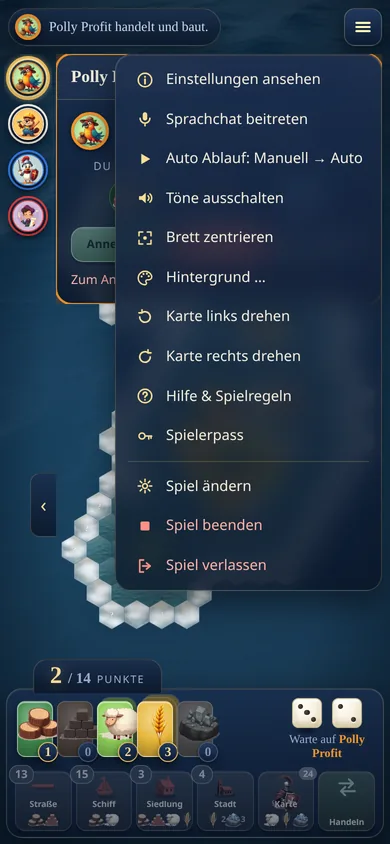 Polly Profit handelt und baut.
Polly
DU
Anne
Zum An
Einstellungen ansehen
Sprachchat beitreten
Auto Ablauf: Manuell → Auto
Töne ausschalten
Brett zentrieren
Hintergrund ...
Karte links drehen
Karte rechts drehen
Hilfe & Spielregeln
Spielerpass
Spiel ändern
Spiel beenden
Spiel verlassen
2 / 14 PUNKTE
1 0 2 3 0
Warte auf Polly
Profit
13 15 3 4 24
Straße Schiff Siedlung Stadt Karte Handeln